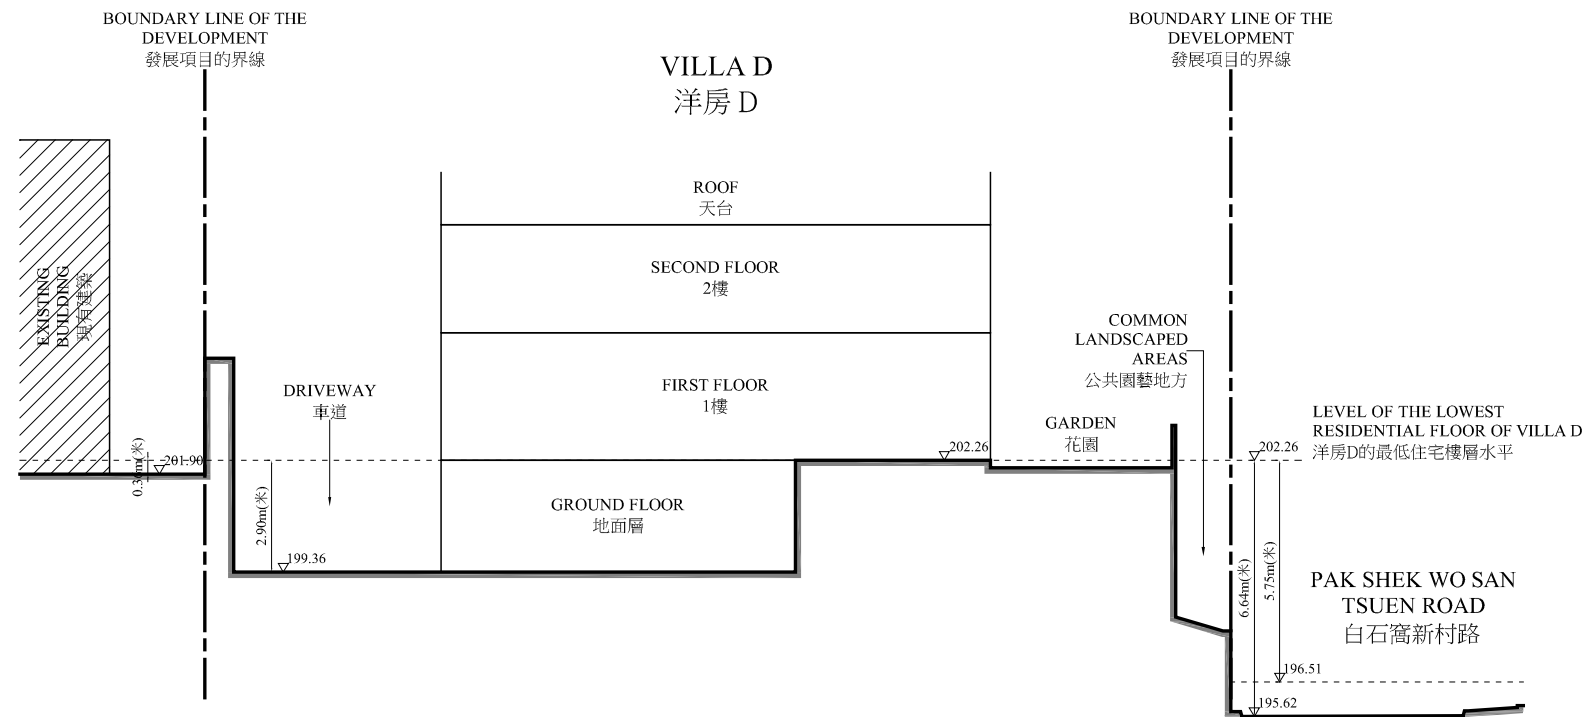 BOUNDARY LINE OF THE
DEVELOPMENT
發展項目的界線
BOUNDARY LINE OF THE
DEVELOPMENT
發展項目的界線
VILLA D
洋房 D
ROOF
天台
SECOND FLOOR
2樓
FIRST FLOOR
1樓
GROUND FLOOR
地面層
EXISTING
BUILDING
現有建築
DRIVEWAY
車道
COMMON
LANDSCAPED
AREAS
公共園藝地方
GARDEN
花園
LEVEL OF THE LOWEST
RESIDENTIAL FLOOR OF VILLA D
洋房D的最低住宅樓層水平
0.36m(米)
201.90
2.90m(米)
199.36
202.26
202.26
6.64m(米)
5.75m(米)
196.51
195.62
PAK SHEK WO SAN
TSUEN ROAD
白石窩新村路